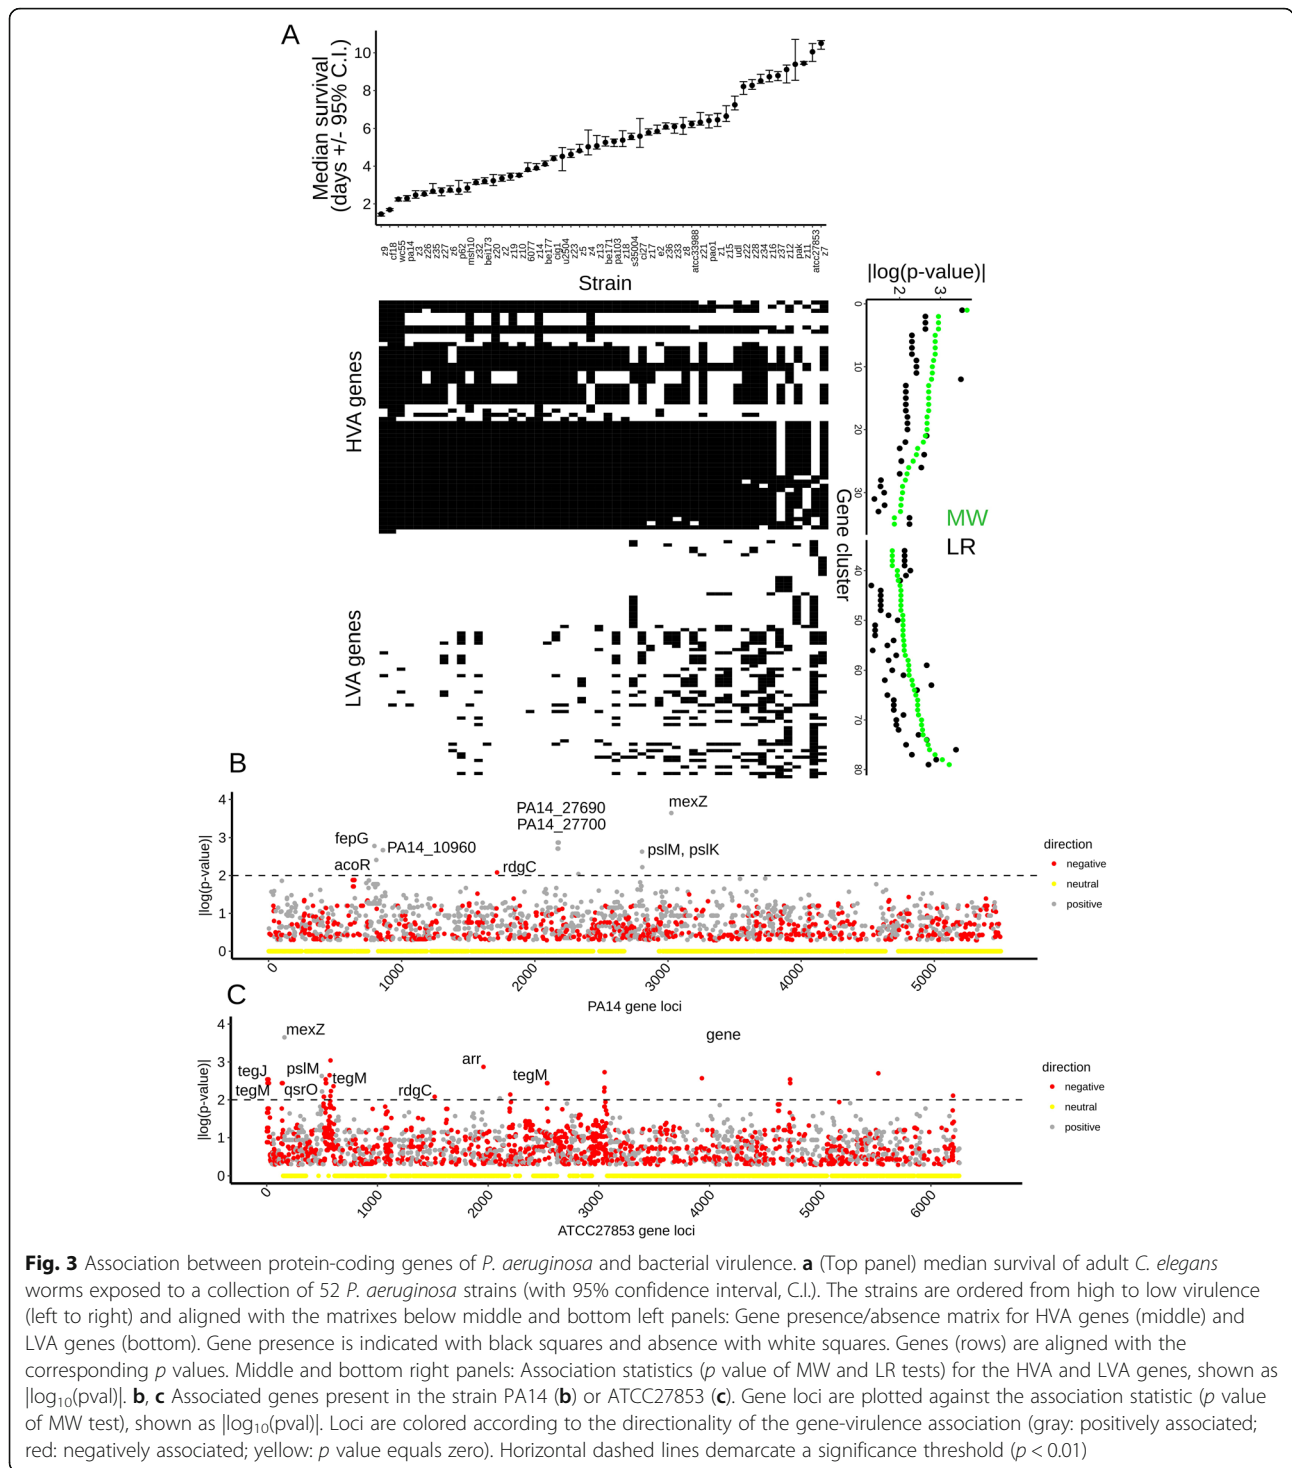 A
Median survival
(days +/- 95% C.I.)
10
8
6
4
2
z9
cf18
wc55
pa14
z3
z26
z35
z27
z6
p62
msh10
z32
bei173
z20
z2
z19
z10
6077
z14
be177
cig1
u2504
z23
z5
z4
z13
be171
pa103
z18
s35004
ci27
z17
e2
z36
z33
z8
atcc33988
z21
pao1
z1
z15
udl
z22
z28
z34
z16
z37
z12
pak
z11
atcc27853
z7
Strain
|log(p-value)|
2
3
HVA genes
LVA genes
0
10
20
30
40
50
60
70
80
Gene cluster
MW
LR
B
|log(p-value)|
4
3
2
1
0
fepG
acoR
PA14_10960
PA14_27690
PA14_27700
rdgC
mexZ
pslM, pslK
direction
negative
neutral
positive
0
1000
2000
3000
4000
5000
PA14 gene loci
C
|log(p-value)|
4
3
2
1
0
mexZ
tegJ
tegM
pslM
qsrO
tegM
rdgC
arr
tegM
gene
direction
negative
neutral
positive
0
1000
2000
3000
4000
5000
6000
ATCC27853 gene loci
Fig. 3 Association between protein-coding genes of P. aeruginosa and bacterial virulence. a (Top panel) median survival of adult C. elegans
worms exposed to a collection of 52 P. aeruginosa strains (with 95% confidence interval, C.I.). The strains are ordered from high to low virulence
(left to right) and aligned with the matrixes below middle and bottom left panels: Gene presence/absence matrix for HVA genes (middle) and
LVA genes (bottom). Gene presence is indicated with black squares and absence with white squares. Genes (rows) are aligned with the
corresponding p values. Middle and bottom right panels: Association statistics (p value of MW and LR tests) for the HVA and LVA genes, shown as
|log10(pval)|. b, c Associated genes present in the strain PA14 (b) or ATCC27853 (c). Gene loci are plotted against the association statistic (p value
of MW test), shown as |log10(pval)|. Loci are colored according to the directionality of the gene-virulence association (gray: positively associated;
red: negatively associated; yellow: p value equals zero). Horizontal dashed lines demarcate a significance threshold (p < 0.01)